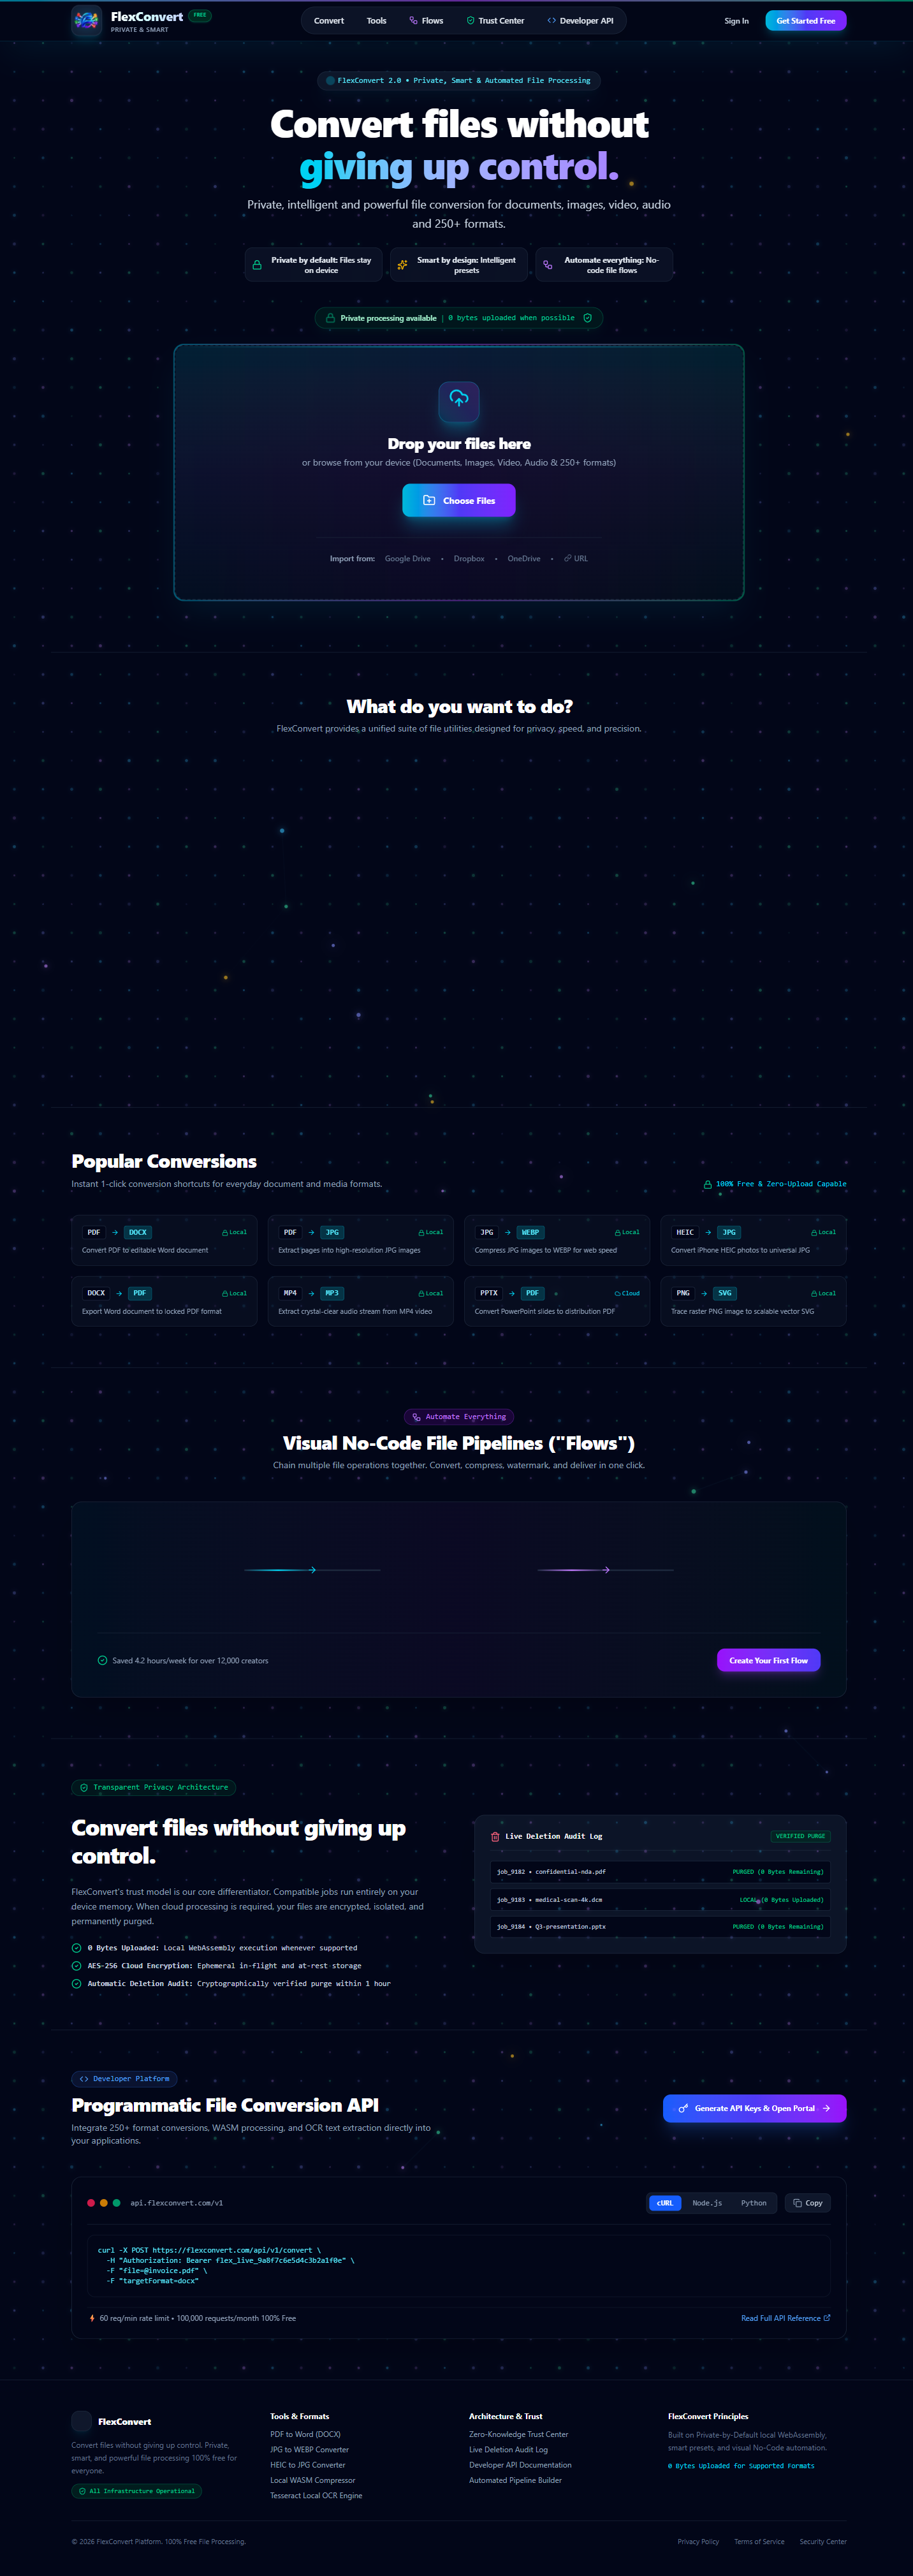 FlexConvert FREE
PRIVATE & SMART
Convert
Tools
Flows
Trust Center
Developer API
Sign In
Get Started Free
FlexConvert 2.0 • Private, Smart & Automated File Processing
Convert files without
giving up control.
Private, intelligent and powerful file conversion for documents, images, video, audio
and 250+ formats.
Private by default: Files stay
on device
Smart by design: Intelligent
presets
Automate everything: No-
code file flows
Private processing available | 0 bytes uploaded when possible
Drop your files here
or browse from your device (Documents, Images, Video, Audio & 250+ formats)
Choose Files
Import from: Google Drive • Dropbox • OneDrive • URL
What do you want to do?
FlexConvert provides a unified suite of file utilities designed for privacy, speed, and precision.
Popular Conversions
Instant 1-click conversion shortcuts for everyday document and media formats.
100% Free & Zero-Upload Capable
PDF → DOCX Local
Convert PDF to editable Word document
PDF → JPG Local
Extract pages into high-resolution JPG images
JPG → WEBP Local
Compress JPG images to WEBP for web speed
HEIC → JPG Local
Convert iPhone HEIC photos to universal JPG
DOCX → PDF Local
Export Word document to locked PDF format
MP4 → MP3 Local
Extract crystal-clear audio stream from MP4 video
PPTX → PDF Cloud
Convert PowerPoint slides to distribution PDF
PNG → SVG Local
Trace raster PNG image to scalable vector SVG
Automate Everything
Visual No-Code File Pipelines ("Flows")
Chain multiple file operations together. Convert, compress, watermark, and deliver in one click.
Saved 4.2 hours/week for over 12,000 creators
Create Your First Flow
Transparent Privacy Architecture
Convert files without giving up
control.
FlexConvert's trust model is our core differentiator. Compatible jobs run entirely on your
device memory. When cloud processing is required, your files are encrypted, isolated, and
permanently purged.
0 Bytes Uploaded: Local WebAssembly execution whenever supported
AES-256 Cloud Encryption: Ephemeral in-flight and at-rest storage
Automatic Deletion Audit: Cryptographically verified purge within 1 hour
Live Deletion Audit Log
VERIFIED PURGE
job_9182 • confidential-nda.pdf PURGED (0 Bytes Remaining)
job_9183 • medical-scan-4k.dcm LOCAL (0 Bytes Uploaded)
job_9184 • Q3-presentation.pptx PURGED (0 Bytes Remaining)
Developer Platform
Programmatic File Conversion API
Integrate 250+ format conversions, WASM processing, and OCR text extraction directly into
your applications.
Generate API Keys & Open Portal
api.flexconvert.com/v1
cURL
Node.js
Python
Copy
curl -X POST https://flexconvert.com/api/v1/convert \
-H "Authorization: Bearer flex_live_9a8f7c6e5d4c3b2a1f0e" \
-F "file=@invoice.pdf" \
-F "targetFormat=docx"
60 req/min rate limit • 100,000 requests/month 100% Free
Read Full API Reference
FlexConvert
Convert files without giving up control. Private,
smart, and powerful file processing 100% free for
everyone.
All Infrastructure Operational
Tools & Formats
PDF to Word (DOCX)
JPG to WEBP Converter
HEIC to JPG Converter
Local WASM Compressor
Tesseract Local OCR Engine
Architecture & Trust
Zero-Knowledge Trust Center
Live Deletion Audit Log
Developer API Documentation
Automated Pipeline Builder
FlexConvert Principles
Built on Private-by-Default local WebAssembly,
smart presets, and visual No-Code automation.
0 Bytes Uploaded for Supported Formats
© 2026 FlexConvert Platform. 100% Free File Processing.
Privacy Policy
Terms of Service
Security Center